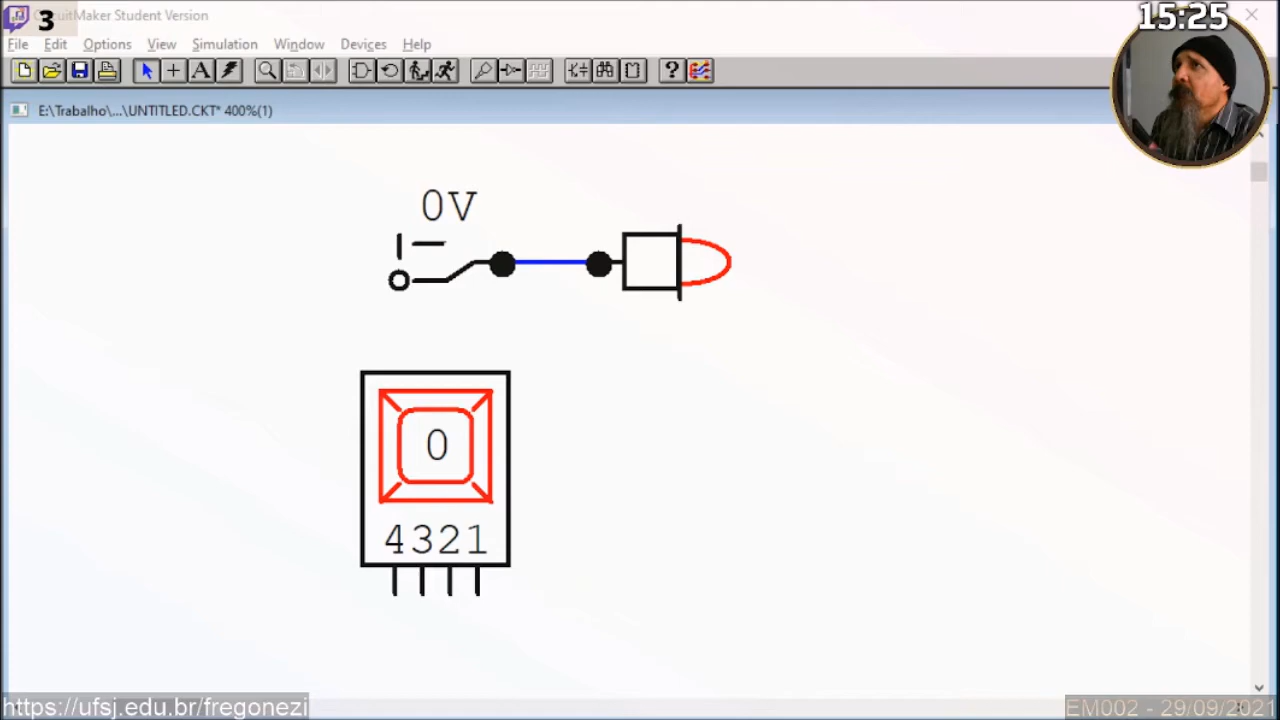 3
CircuitMaker Student Version
15:25
File Edit Options View Simulation Window Devices Help
A
?
E:\Trabalho\...\UNTITLED.CKT* 400%(1)
0V
0
4321
https://ufsj.edu.br/fregonezi
EM002 - 29/09/2021